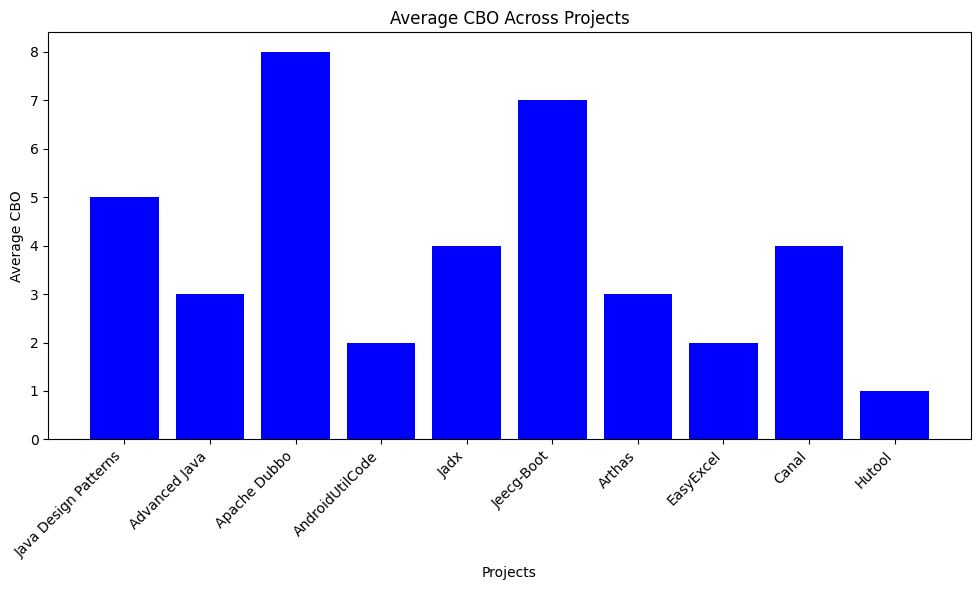 Average CBO Across Projects
Average CBO
8
7
6
5
4
3
2
1
0
Java Design Patterns
Advanced Java
Apache Dubbo
AndroidUtilCode
Jadx
Jeecg-Boot
Arthas
EasyExcel
Canal
Hutool
Projects